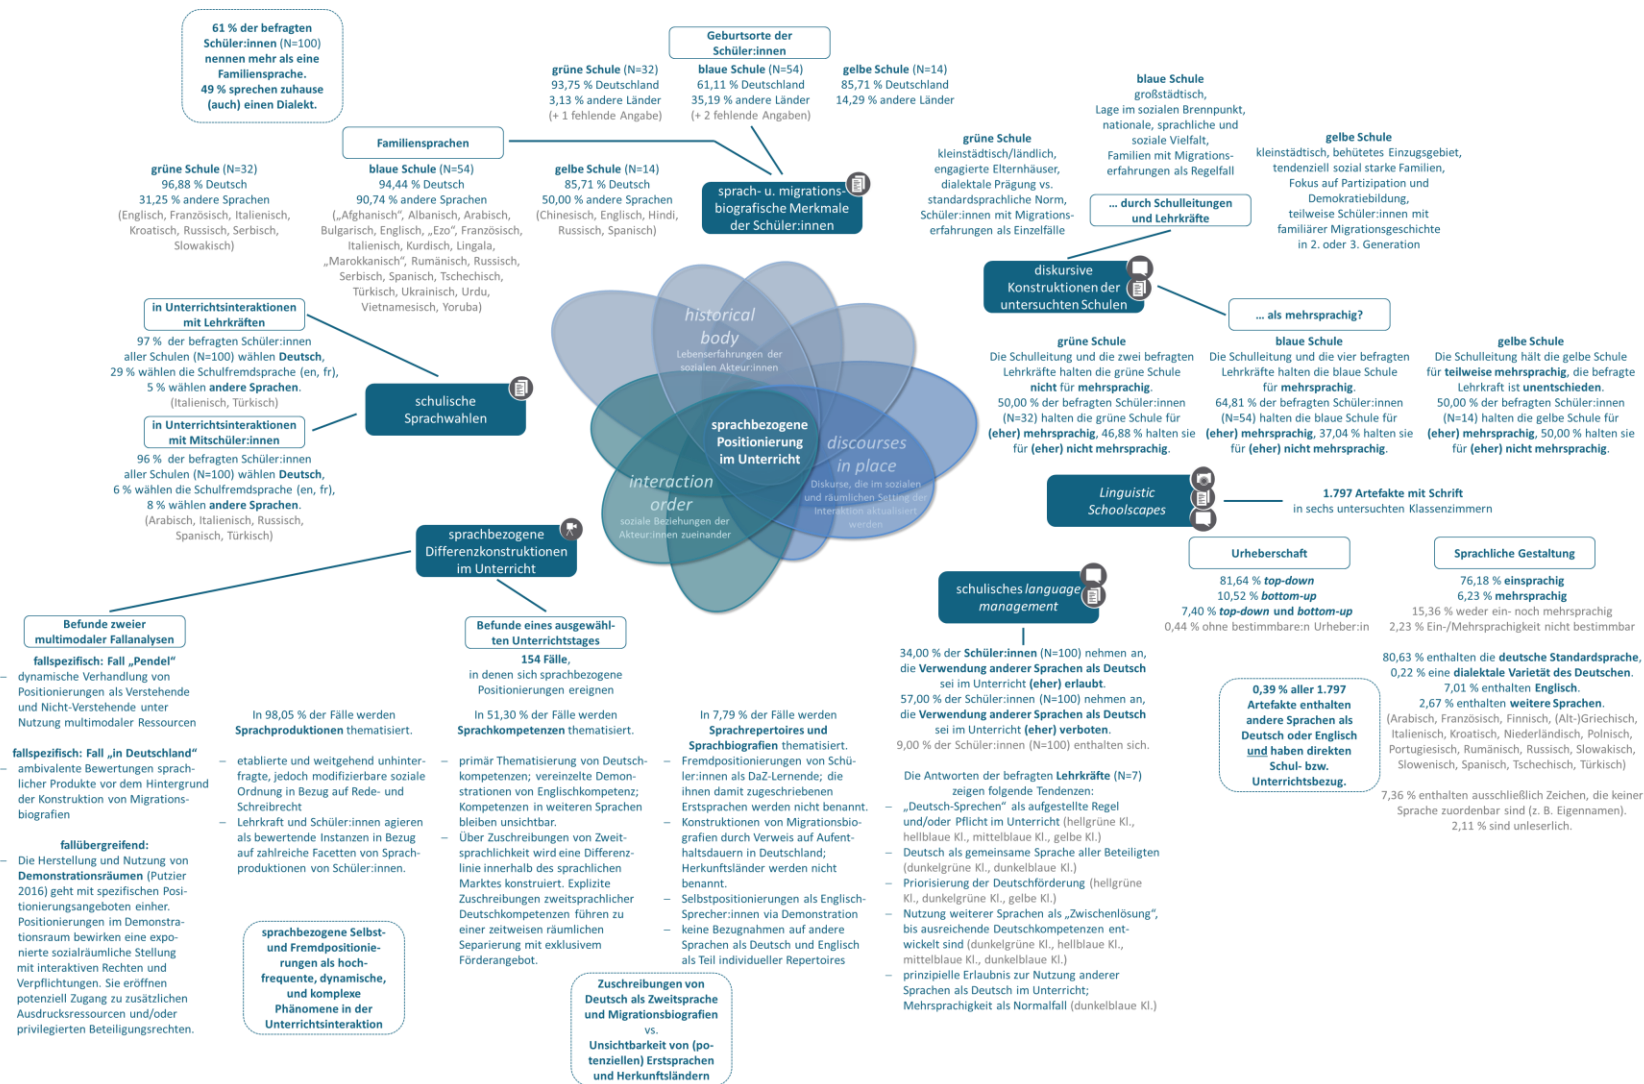 61 % der befragten
Schüler:innen (N=100)
nennen mehr als eine
Familiensprache.
49 % sprechen zuhause
(auch) einen Dialekt.
Geburtsorte der
Schüler:innen
grüne Schule (N=32)
93,75 % Deutschland
3,13 % andere Länder
(+ 1 fehlende Angabe)
blaue Schule (N=54)
61,11 % Deutschland
35,19 % andere Länder
(+ 2 fehlende Angaben)
gelbe Schule (N=14)
85,71 % Deutschland
14,29 % andere Länder
Familiensprachen
grüne Schule (N=32)
96,88 % Deutsch
31,25 % andere Sprachen
(Englisch, Französisch, Italienisch,
Kroatisch, Russisch, Serbisch,
Slowakisch)
blaue Schule (N=54)
94,44 % Deutsch
90,74 % andere Sprachen
(„Afghanisch“, Albanisch, Arabisch,
Bulgarisch, Englisch, „Ezo“, Französisch,
Italienisch, Kurdisch, Lingala,
„Marokkanisch“, Rumänisch, Russisch,
Serbisch, Spanisch, Tschechisch,
Türkisch, Ukrainisch, Urdu,
Vietnamesisch, Yoruba)
gelbe Schule (N=14)
85,71 % Deutsch
50,00 % andere Sprachen
(Chinesisch, Englisch, Hindi,
Russisch, Spanisch)
sprach- u. migrations-
biografische Merkmale
der Schüler:innen
grüne Schule
kleinstädtisch/ländlich,
engagierte Elternhäuser,
dialektale Prägung vs.
standardsprachliche Norm,
Schüler:innen mit Migrations-
erfahrungen als Einzelfälle
blaue Schule
großstädtisch,
Lage im sozialen Brennpunkt,
nationale, sprachliche und
soziale Vielfalt,
Familien mit Migrations-
erfahrungen als Regelfall
gelbe Schule
kleinstädtisch, behütetes Einzugsgebiet,
tendenziell sozial starke Familien,
Fokus auf Partizipation und
Demokratiebildung,
teilweise Schüler:innen mit
familiärer Migrationsgeschichte
in 2. oder 3. Generation
... durch Schulleitungen
und Lehrkräfte
diskursive
Konstruktionen der
untersuchten Schulen
... als mehrsprachig?
grüne Schule
Die Schulleitung und die zwei befragten
Lehrkräfte halten die grüne Schule
nicht für mehrsprachig.
50,00 % der befragten Schüler:innen
(N=32) halten die grüne Schule für
(eher) mehrsprachig, 46,88 % halten sie
für (eher) nicht mehrsprachig.
blaue Schule
Die Schulleitung und die vier befragten
Lehrkräfte halten die blaue Schule
für mehrsprachig.
64,81 % der befragten Schüler:innen
(N=54) halten die blaue Schule für
(eher) mehrsprachig, 37,04 % halten sie
für (eher) nicht mehrsprachig.
gelbe Schule
Die Schulleitung hält die gelbe Schule
für teilweise mehrsprachig, die befragte
Lehrkraft ist unentschieden.
50,00 % der befragten Schüler:innen
(N=14) halten die gelbe Schule für
(eher) mehrsprachig, 50,00 % halten sie
für (eher) nicht mehrsprachig.
in Unterrichtsinteraktionen
mit Lehrkräften
97 % der befragten Schüler:innen
aller Schulen (N=100) wählen Deutsch,
29 % wählen die Schulfremdsprache (en, fr),
5 % wählen andere Sprachen.
(Italienisch, Türkisch)
schulische
Sprachwahlen
in Unterrichtsinteraktionen
mit Mitschüler:innen
96 % der befragten Schüler:innen
aller Schulen (N=100) wählen Deutsch,
6 % wählen die Schulfremdsprache (en, fr),
8 % wählen andere Sprachen.
(Arabisch, Italienisch, Russisch,
Spanisch, Türkisch)
historical
body
Lebenserfahrungen der
sozialen Akteur:innen
sprachbezogene
Positionierung
im Unterricht
discourses
in place
Diskurse, die im sozialen
und räumlichen Setting der
Interaktion aktualisiert
werden
interaction
order
soziale Beziehungen der
Akteur:innen zueinander
Linguistic
Schoolscapes
1.797 Artefakte mit Schrift
in sechs untersuchten Klassenzimmern
Urheberschaft
81,64 % top-down
10,52 % bottom-up
7,40 % top-down und bottom-up
0,44 % ohne bestimmbare:n Urheber:in
Sprachliche Gestaltung
76,18 % einsprachig
6,23 % mehrsprachig
15,36 % weder ein- noch mehrsprachig
2,23 % Ein-/Mehrsprachigkeit nicht bestimmbar
80,63 % enthalten die deutsche Standardsprache,
0,22 % eine dialektale Varietät des Deutschen.
7,01 % enthalten Englisch.
2,67 % enthalten weitere Sprachen.
(Arabisch, Französisch, Finnisch, (Alt-)Griechisch,
Italienisch, Kroatisch, Niederländisch, Polnisch,
Portugiesisch, Rumänisch, Russisch, Slowakisch,
Slowenisch, Spanisch, Tschechisch, Türkisch)
7,36 % enthalten ausschließlich Zeichen, die keiner
Sprache zuordenbar sind (z. B. Eigennamen).
2,11 % sind unleserlich.
0,39 % aller 1.797
Artefakte enthalten
andere Sprachen als
Deutsch oder Englisch
und haben direkten
Schul- bzw.
Unterrichtsbezug.
sprachbezogene
Differenzkonstruktionen
im Unterricht
Befunde zweier
multimodaler Fallanalysen
fallspezifisch: Fall „Pendel“
– dynamische Verhandlung von
Positionierungen als Verstehende
und Nicht-Verstehende unter
Nutzung multimodaler Ressourcen
fallspezifisch: Fall „in Deutschland“
– ambivalente Bewertungen sprach-
licher Produkte vor dem Hintergrund
der Konstruktion von Migrations-
biografien
fallübergreifend:
– Die Herstellung und Nutzung von
Demonstrationsräumen (Putzier
2016) geht mit spezifischen Posi-
tionierungsangeboten einher.
Positionierungen im Demonstra-
tionsraum bewirken eine expo-
nierte sozialräumliche Stellung
mit interaktiven Rechten und
Verpflichtungen. Sie eröffnen
potenziell Zugang zu zusätzlichen
Ausdrucksressourcen und/oder
privilegierten Beteiligungsrechten.
Befunde eines ausgewähl-
ten Unterrichtstages
154 Fälle,
in denen sich sprachbezogene
Positionierungen ereignen
In 98,05 % der Fälle werden
Sprachproduktionen thematisiert.
– etablierte und weitgehend unhinter-
fragte, jedoch modifizierbare soziale
Ordnung in Bezug auf Rede- und
Schreibrecht
– Lehrkraft und Schüler:innen agieren
als bewertende Instanzen in Bezug
auf zahlreiche Facetten von Sprach-
produktionen von Schüler:innen.
sprachbezogene Selbst-
und Fremdpositionie-
rungen als hoch-
frequente, dynamische,
und komplexe
Phänomene in der
Unterrichtsinteraktion
In 51,30 % der Fälle werden
Sprachkompetenzen thematisiert.
– primär Thematisierung von Deutsch-
kompetenzen; vereinzelte Demon-
strationen von Englischkompetenz;
Kompetenzen in weiteren Sprachen
bleiben unsichtbar.
– Über Zuschreibungen von Zweit-
sprachlichkeit wird eine Differenz-
linie innerhalb des sprachlichen
Marktes konstruiert. Explizite
Zuschreibungen zweitsprachlicher
Deutschkompetenzen führen zu
einer zeitweisen räumlichen
Separierung mit exklusivem
Förderangebot.
In 7,79 % der Fälle werden
Sprachrepertoires und
Sprachbiografien thematisiert.
– Fremdpositionierungen von Schü-
ler:innen als DaZ-Lernende; die
ihnen damit zugeschriebenen
Erstsprachen werden nicht benannt.
– Konstruktionen von Migrationsbio-
grafien durch Verweis auf Aufent-
haltsdauern in Deutschland;
Herkunftsländer werden nicht
benannt.
– Selbstpositionierungen als Englisch-
Sprecher:innen via Demonstration
– keine Bezugnahmen auf andere
Sprachen als Deutsch und Englisch
als Teil individueller Repertoires
Zuschreibungen von
Deutsch als Zweitsprache
und Migrationsbiografien
vs.
Unsichtbarkeit von (po-
tenziellen) Erstsprachen
und Herkunftsländern
schulisches language
management
34,00 % der Schüler:innen (N=100) nehmen an,
die Verwendung anderer Sprachen als Deutsch
sei im Unterricht (eher) erlaubt.
57,00 % der Schüler:innen (N=100) nehmen an,
die Verwendung anderer Sprachen als Deutsch
sei im Unterricht (eher) verboten.
9,00 % der Schüler:innen (N=100) enthalten sich.
Die Antworten der befragten Lehrkräfte (N=7)
zeigen folgende Tendenzen:
– „Deutsch-Sprechen“ als aufgestellte Regel
und/oder Pflicht im Unterricht (hellgrüne Kl.,
hellblaue Kl., mittelblaue Kl., gelbe Kl.)
– Deutsch als gemeinsame Sprache aller Beteiligten
(dunkelgrüne Kl., dunkelblaue Kl.)
– Priorisierung der Deutschförderung (hellgrüne
Kl., dunkelgrüne Kl., gelbe Kl.)
– Nutzung weiterer Sprachen als „Zwischenlösung“,
bis ausreichende Deutschkompetenzen ent-
wickelt sind (dunkelgrüne Kl., hellblaue Kl.,
mittelblaue Kl., dunkelblaue Kl.)
– prinzipielle Erlaubnis zur Nutzung anderer
Sprachen als Deutsch im Unterricht;
Mehrsprachigkeit als Normalfall (dunkelblaue Kl.)